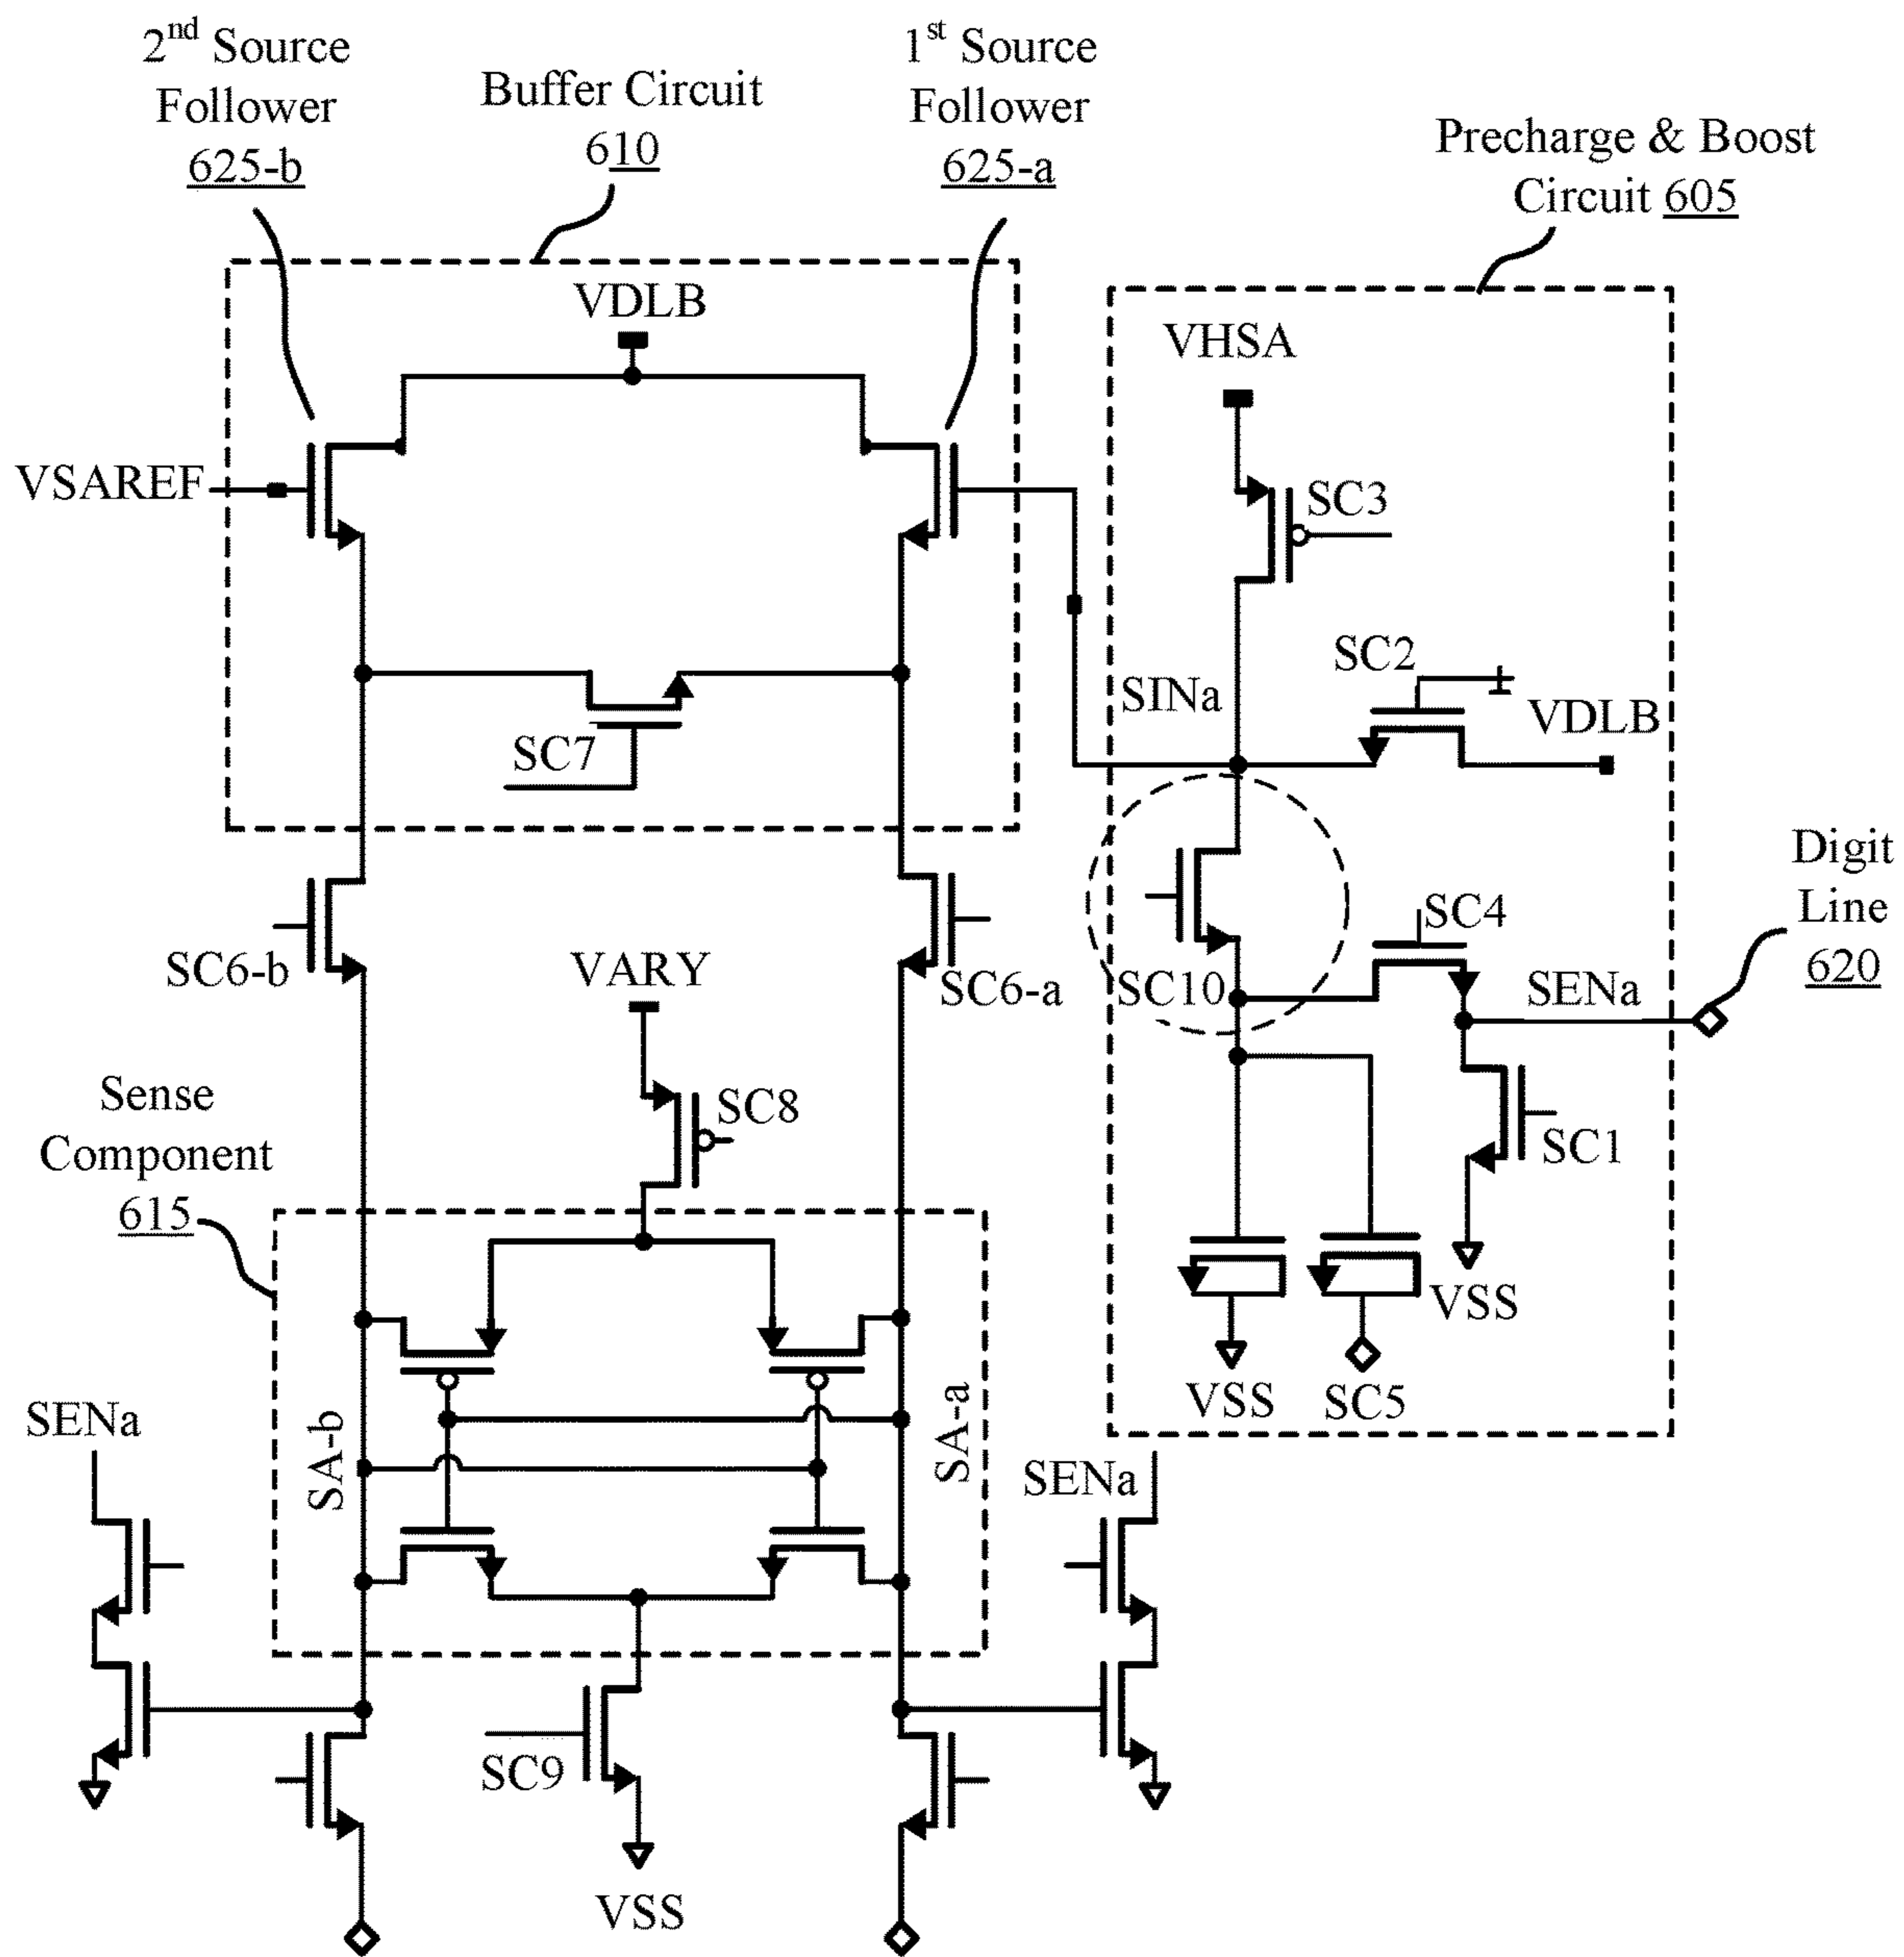 2nd Source
Follower
625-b
Buffer Circuit
610
1st Source
Follower
625-a
Precharge & Boost
Circuit 605
VDLB
VHSA
VSAREF
SC3
SC2
SINa
VDLB
SC7
Digit
Line
620
SC4
SC6-b
VARY
SC6-a
SC10
SENa
Sense
Component
615
SC8
SC1
VSS
VSS
SC5
SENa
SA-b
SA-a
SENa
SC9
VSS